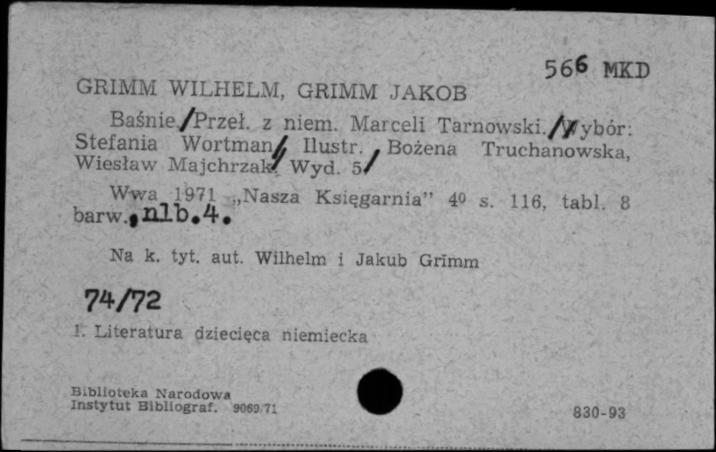 566 MKD
GRIMM WILHELM, GRIMM JAKOB
Baśnie./Przeł. z niem. Marceli Tarnowski./Wybór:
Stefania Wortman/ Ilustr. Bożena Truchanowska,
Wiesław Majchrzak/ Wyd. 5/
Wwa 1971 „Nasza Księgarnia” 4⁰ s. 116, tabl. 8
barw., nlb.4.
Na k. tyt. aut. Wilhelm i Jakub Grimm
74/72
1. Literatura dziecięca niemiecka
Biblioteka Narodowa
Instytut Bibliograf. 9069/71
830-93